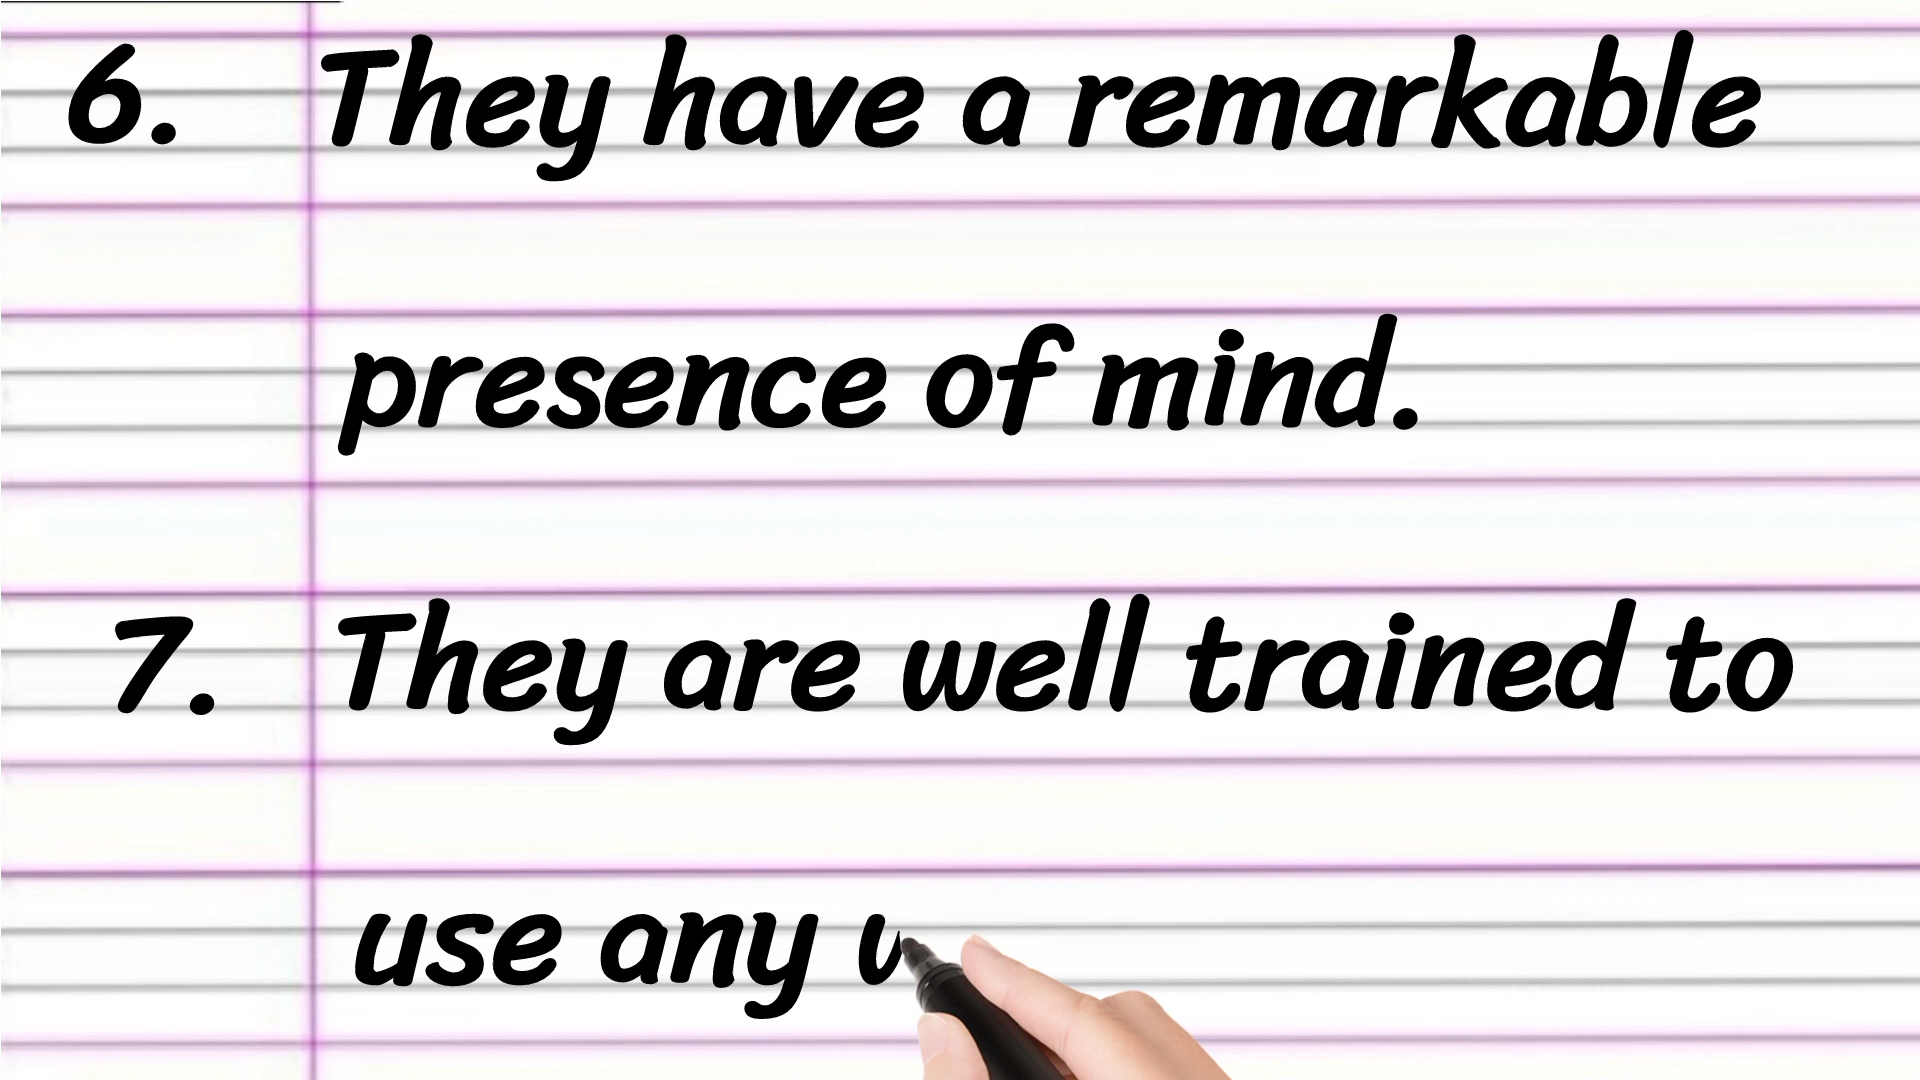 6. They have a remarkable
presence of mind.
7. They are well trained to
use any